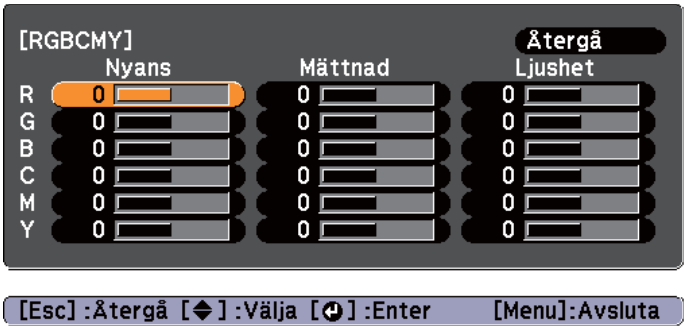 [RGBCMY] Återgå
Nyans Mättnad Ljushet
R 0 0 0
G 0 0 0
B 0 0 0
C 0 0 0
M 0 0 0
Y 0 0 0
[Esc] :Återgå [◆] :Välja [↵] :Enter [Menu]:Avsluta